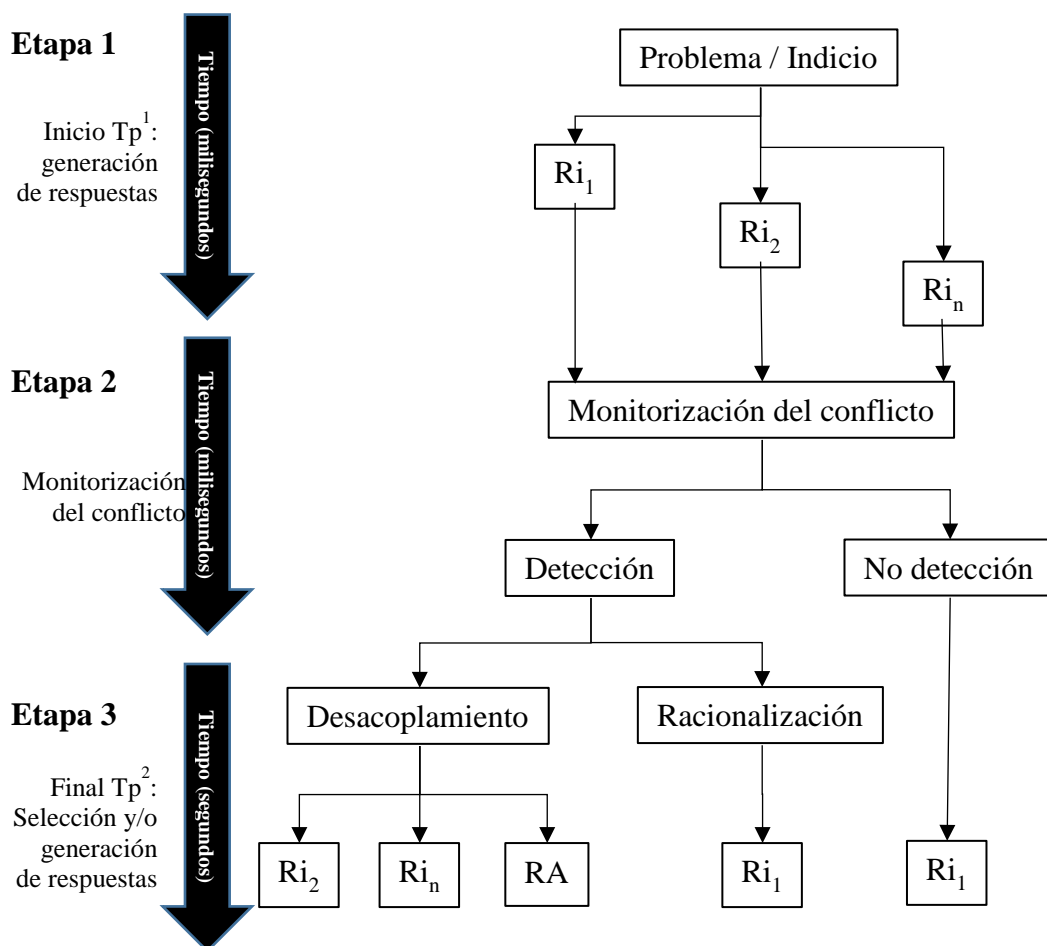 Etapa 1
Inicio Tp¹:
generación
de respuestas
Tiempo (milisegundos)
Problema / Indicio
Ri₁
Ri₂
Riₙ
Etapa 2
Monitorización
del conflicto
Tiempo (milisegundos)
Monitorización del conflicto
Detección
No detección
Etapa 3
Final Tp²:
Selección y/o
generación
de respuestas
Tiempo (segundos)
Desacoplamiento
Racionalización
Ri₂
Riₙ
RA
Ri₁
Ri₁